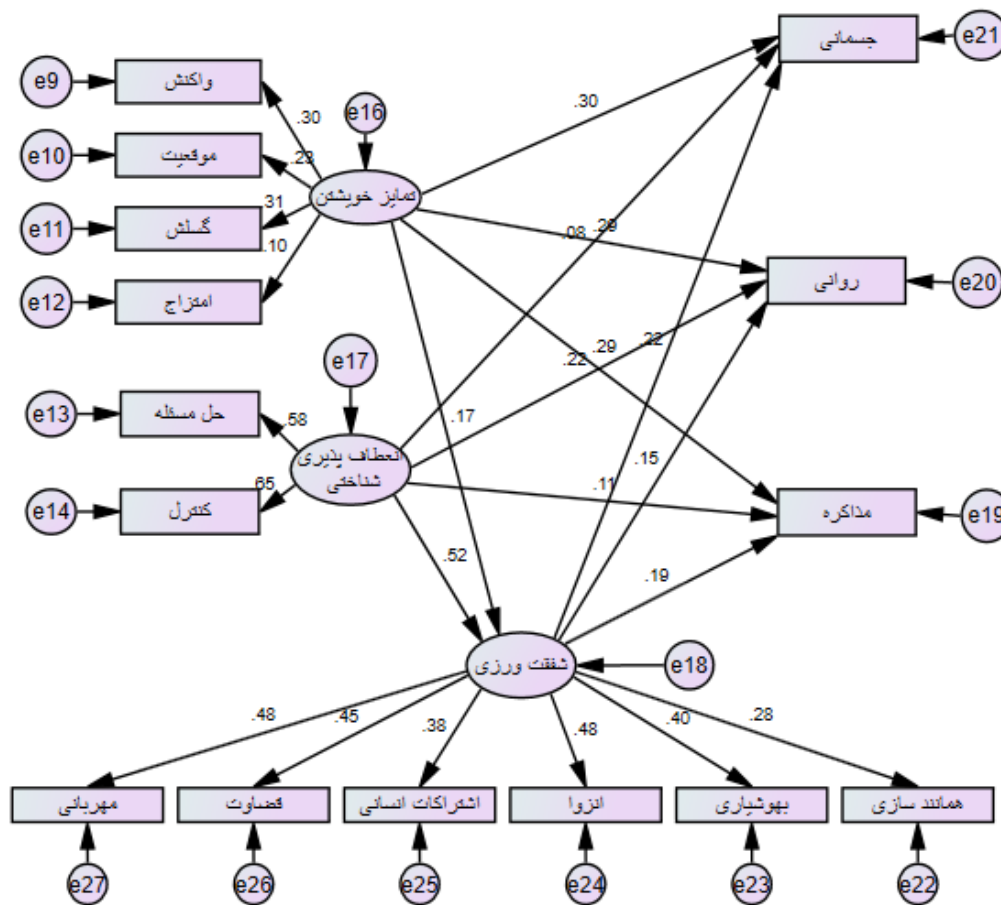 جسمانی
e21
e9
واکنش
e16
.30
.30
e10
موقعیت
.23
تمایز خویشتن
e11
گسلش
.31
.08
.29
e12
امتزاج
.10
روانی
e20
e17
.22
.29
.22
e13
حل مسئله
.58
.17
انعطاف پذیری
شناختی
.65
.15
.11
e14
کنترل
مذاکره
e19
.52
.19
شفقت ورزی
e18
.48
.45
.38
.48
.40
.28
مهربانی
قضاوت
اشتراکات انسانی
انزوا
بهوشیاری
همانند سازی
e27
e26
e25
e24
e23
e22